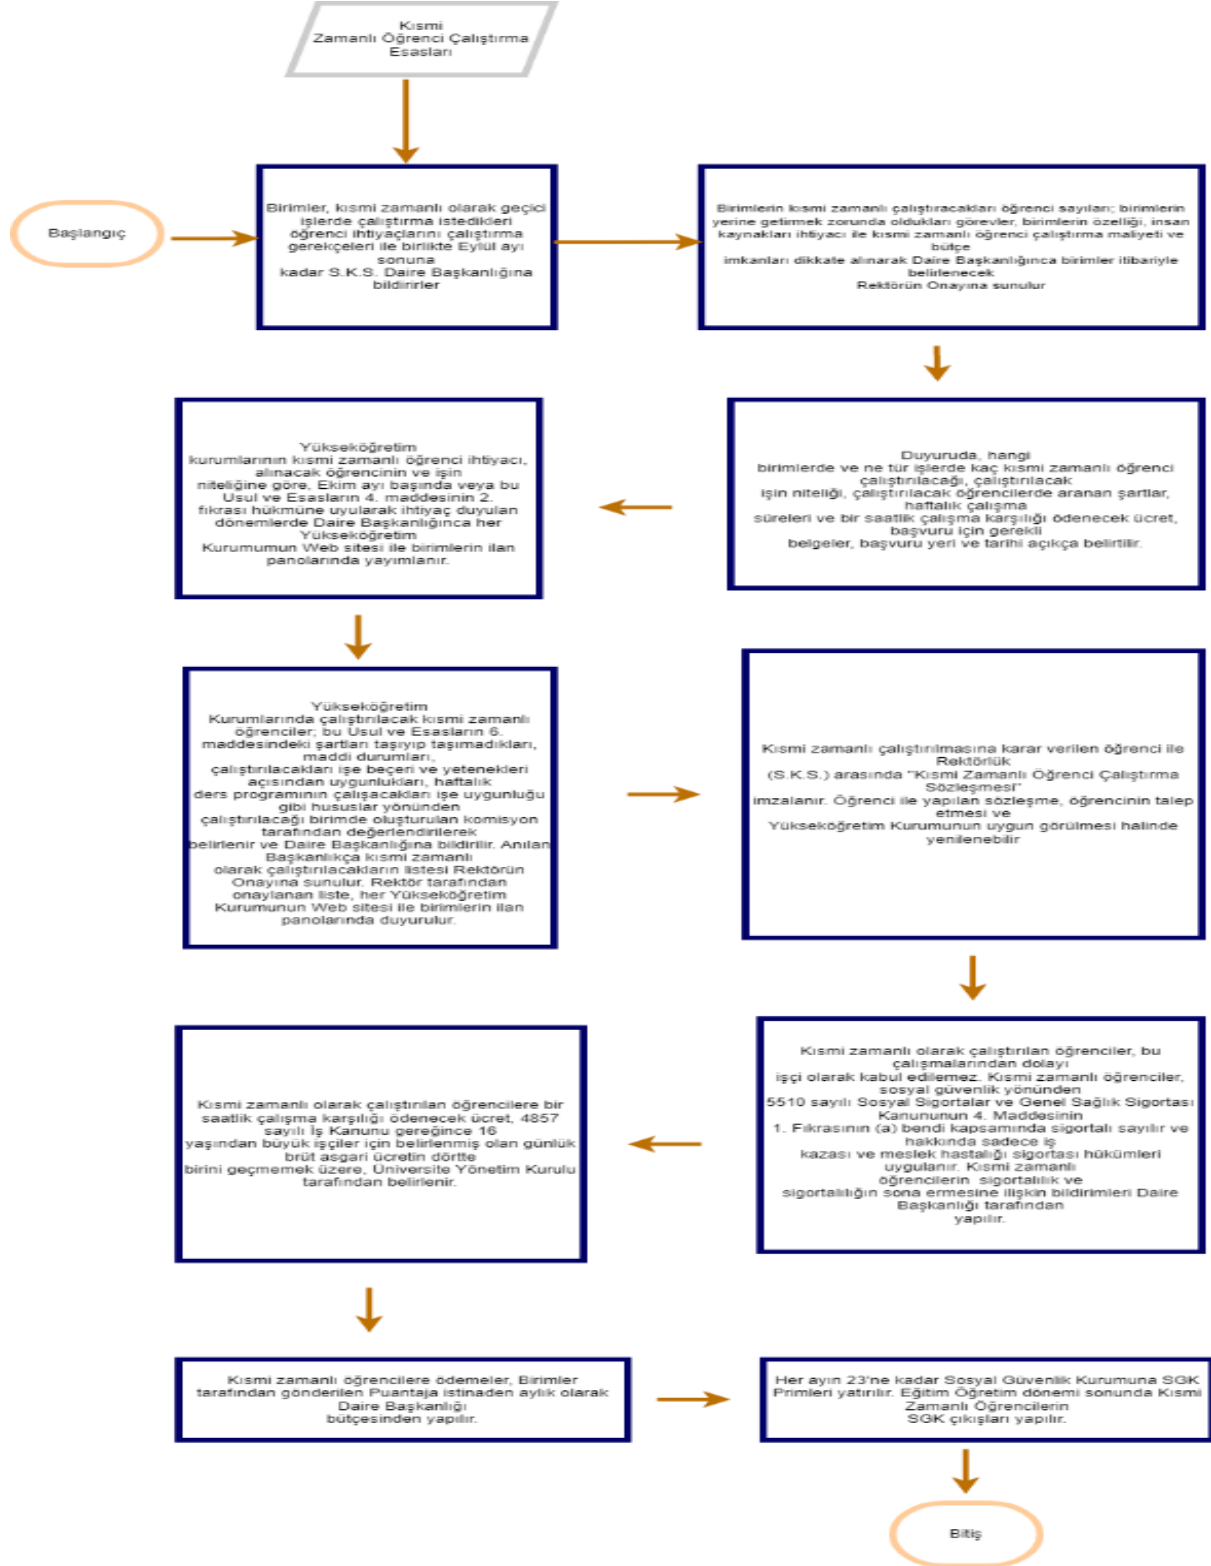 Kısmi
Zamanlı Öğrenci Çalıştırma
Esasları
Başlangıç
Birimler, kısmi zamanlı olarak geçici
işlerde çalıştırma istedikleri
öğrenci ihtiyaçlarını çalıştırma
gerekçeleri ile birlikte Eylül ayı
sonuna
kadar S.K.S. Daire Başkanlığına
bildirirler
Birimlerin kısmi zamanlı çalıştıracakları öğrenci sayıları; birimlerin
yerine getirmek zorunda oldukları görevler, birimlerin özelliği, insan
kaynakları ihtiyacı ile kısmi zamanlı öğrenci çalıştırma maliyeti ve
bütçe
imkanları dikkate alınarak Daire Başkanlığınca birimler itibariyle
belirlenecek
Rektörün Onayına sunulur
Duyuruda, hangi
birimlerde ve ne tür işlerde kaç kısmi zamanlı öğrenci
çalıştırılacağı, çalıştırılacak
işin niteliği, çalıştırılacak öğrencilerde aranan şartlar,
haftalık çalışma
süreleri ve bir saatlik çalışma karşılığı ödenecek ücret,
başvuru için gerekli
belgeler, başvuru yeri ve tarihi açıkça belirtilir.
Yükseköğretim
kurumlarının kısmi zamanlı öğrenci ihtiyacı,
alınacak öğrencinin ve işin
niteliğine göre, Ekim ayı başında veya bu
Usul ve Esasların 4. maddesinin 2.
fıkrası hükmüne uyularak ihtiyaç duyulan
dönemlerde Daire Başkanlığınca her
Yükseköğretim
Kurumumun Web sitesi ile birimlerin ilan
panolarında yayımlanır.
Yükseköğretim
Kurumlarında çalıştırılacak kısmi zamanlı
öğrenciler; bu Usul ve Esasların 6.
maddesindeki şartları taşıyıp taşımadıkları,
maddi durumları,
çalıştırılacakları işe beçeri ve yetenekleri
açısından uygunlukları, haftalık
ders programının çalışacakları işe uygunluğu
gibi hususlar yönünden
çalıştırılacağı birimde oluşturulan komisyon
tarafından değerlendirilerek
belirlenir ve Daire Başkanlığına bildirilir. Anılan
Başkanlıkça kısmi zamanlı
olarak çalıştırılacakların listesi Rektörün
Onayına sunulur. Rektör tarafından
onaylanan liste, her Yükseköğretim
Kurumunun Web sitesi ile birimlerin ilan
panolarında duyurulur.
Kısmi zamanlı çalıştırılmasına karar verilen öğrenci ile
Rektörlük
(S.K.S.) arasında "Kısmi Zamanlı Öğrenci Çalıştırma
Sözleşmesi"
imzalanır. Öğrenci ile yapılan sözleşme, öğrencinin talep
etmesi ve
Yükseköğretim Kurumunun uygun görülmesi halinde
yenilenebilir
Kısmi zamanlı olarak çalıştırılan öğrenciler, bu
çalışmalarından dolayı
işçi olarak kabul edilemez. Kısmi zamanlı öğrenciler,
sosyal güvenlik yönünden
5510 sayılı Sosyal Sigortalar ve Genel Sağlık Sigortası
Kanununun 4. Maddesinin
1. Fıkrasının (a) bendi kapsamında sigortalı sayılır ve
hakkında sadece iş
kazası ve meslek hastalığı sigortası hükümleri
uygulanır. Kısmi zamanlı
öğrencilerin sigortalılık ve
sigortalılığın sona ermesine ilişkin bildirimleri Daire
Başkanlığı tarafından
yapılır.
Kısmi zamanlı olarak çalıştırılan öğrencilere bir
saatlik çalışma karşılığı ödenecek ücret, 4857
sayılı İş Kanunu gereğince 16
yaşından büyük işçiler için belirlenmiş olan günlük
brüt asgari ücretin dörtte
birini geçmemek üzere, Üniversite Yönetim Kurulu
tarafından belirlenir.
Kısmi zamanlı öğrencilere ödemeler, Birimler
tarafından gönderilen Puantaja istinaden aylık olarak
Daire Başkanlığı
bütçesinden yapılır.
Her ayın 23'ne kadar Sosyal Güvenlik Kurumuna SGK
Primleri yatırılır. Eğitim Öğretim dönemi sonunda Kısmi
Zamanlı Öğrencilerin
SGK çıkışları yapılır.
Bitiş